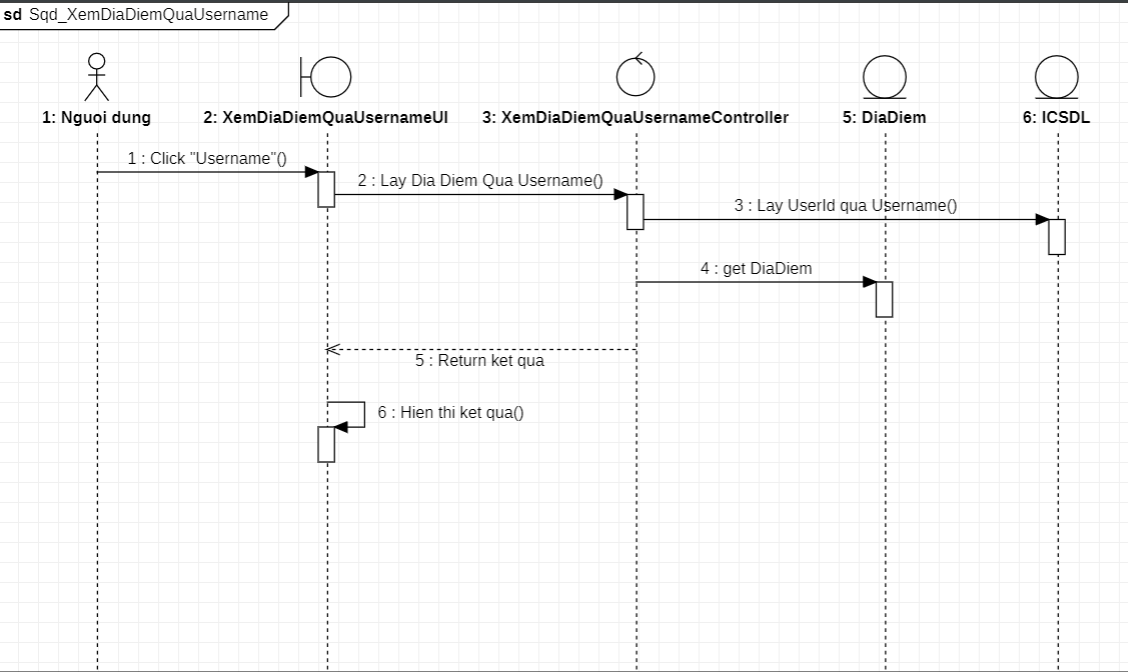 sd Sqd_XemDiaDiemQuaUsername
1: Nguoi dung
2: XemDiaDiemQuaUsernameUI
3: XemDiaDiemQuaUsernameController
5: DiaDiem
6: ICSDL
1 : Click "Username"()
2 : Lay Dia Diem Qua Username()
3 : Lay UserId qua Username()
4 : get DiaDiem
5 : Return ket qua
6 : Hien thi ket qua()